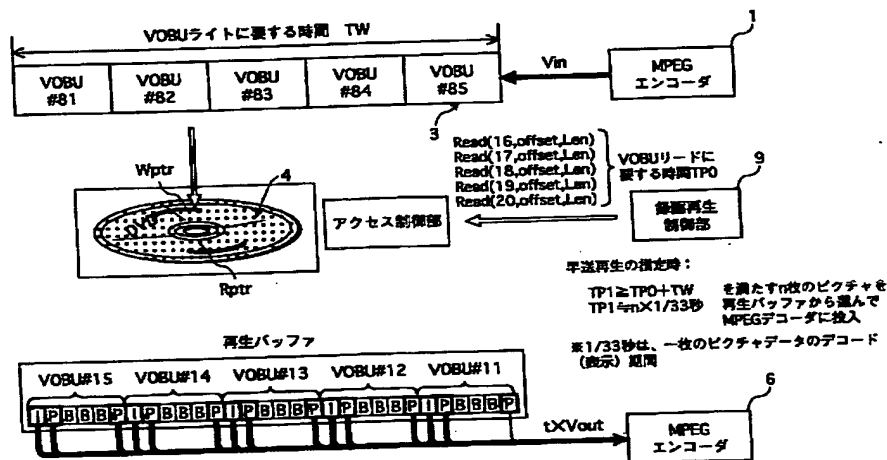 VOBUライトに要する時間 TW
1
VOBU #81
VOBU #82
VOBU #83
VOBU #84
VOBU #85
Vin
MPEG エンコーダ
3
Wptr
4
DVD
Rptr
アクセス制御部
Read(16,offset,Len)
Read(17,offset,Len)
Read(18,offset,Len)
Read(19,offset,Len)
Read(20,offset,Len)
VOBUリードに
要する時間TPO
9
録画再生
制御部
早送再生の指定時:
TP1≧TPO+TW
TP1≒n×1/33秒
を満たすn枚のピクチャを
再生バッファから選んで
MPEGデコーダに投入
※1/33秒は、一枚のピクチャデータのデコード
(表示)期間
再生バッファ
VOBU#15 VOBU#14 VOBU#13 VOBU#12 VOBU#11
I P B B B P I P B B B P I P B B B P I P B B B P I P B B B P
t×Vout
6
MPEG
エンコーダ